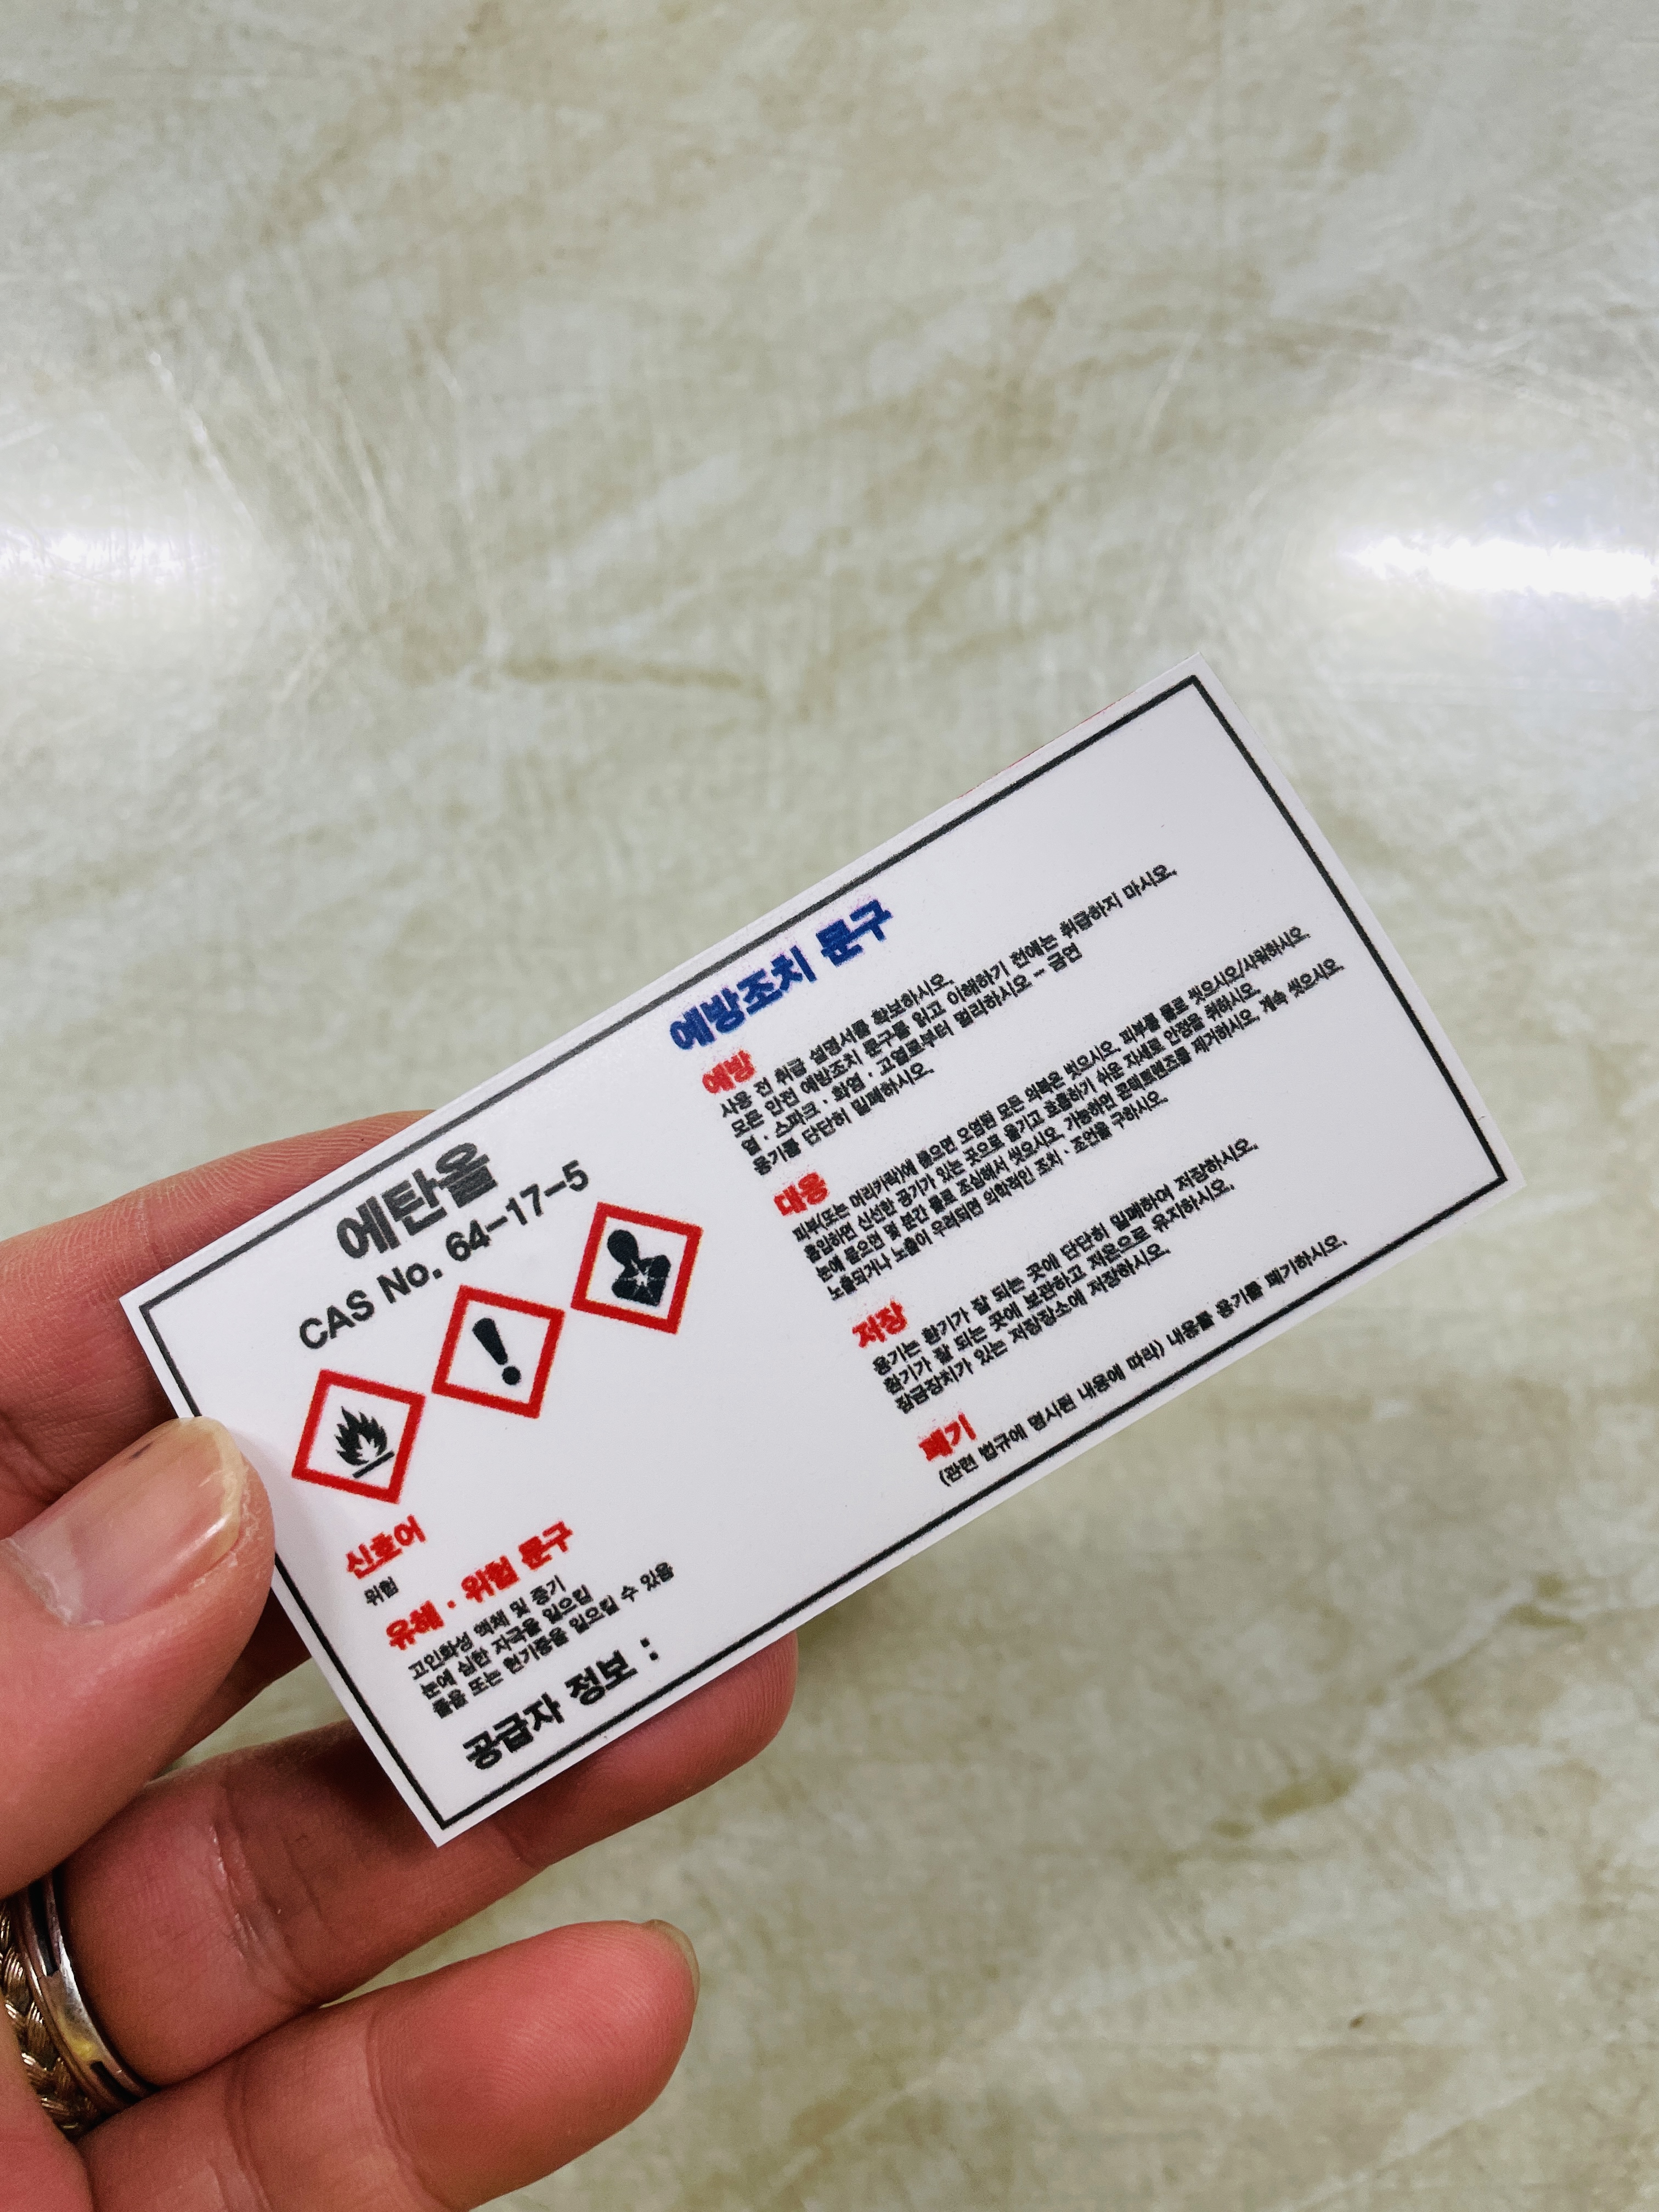 에탄올
CAS No. 64-17-5
신호어
위험
유해 · 위험 문구
고인화성 액체 및 증기
눈에 심한 자극을 일으킴
졸음 또는 현기증을 일으킬 수 있음
공급자 정보 :
예방조치 문구
예방
사용 전 취급 설명서를 확보하시오.
모든 안전 예방조치 문구를 읽고 이해하기 전에는 취급하지 마시오.
열 · 스파크 · 화염 · 고열로부터 멀리하시오 - 금연
용기를 단단히 밀폐하시오.
대응
피부(또는 머리카락)에 묻으면 오염된 모든 의복은 벗으시오. 피부를 물로 씻으시오/샤워하시오.
흡입하면 신선한 공기가 있는 곳으로 옮기고 호흡하기 쉬운 자세로 안정을 취하시오.
눈에 묻으면 몇 분간 물로 조심해서 씻으시오. 가능하면 콘택트렌즈를 제거하시오. 계속 씻으시오.
노출되거나 노출이 우려되면 의학적인 조치 · 조언을 구하시오.
저장
용기는 환기가 잘 되는 곳에 단단히 밀폐하여 저장하시오.
환기가 잘 되는 곳에 보관하고 저온으로 유지하시오.
잠금장치가 있는 저장장소에 저장하시오.
폐기
(관련 법규에 명시된 내용에 따라) 내용물 용기를 폐기하시오.